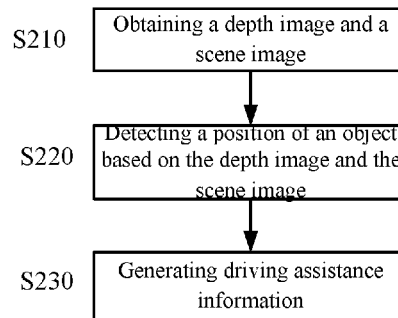 S210
Obtaining a depth image and a
scene image
S220
Detecting a position of an object
based on the depth image and the
scene image
S230
Generating driving assistance
information